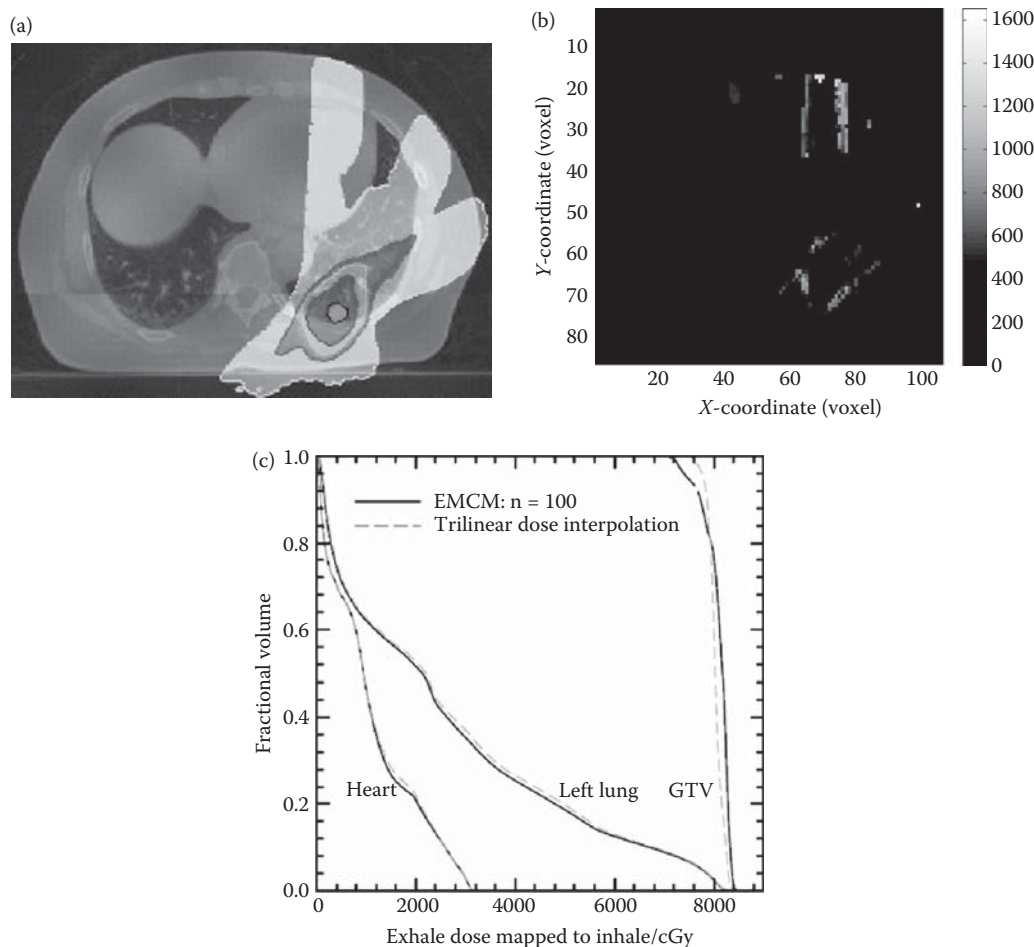 (a)
(b)
10
20
30
40
50
60
70
80
Y-coordinate (voxel)
20
40
60
80
100
X-coordinate (voxel)
1600
1400
1200
1000
800
600
400
200
0
(c)
1.0
0.8
0.6
0.4
0.2
0.0
Fractional volume
EMCM: n = 100
Trilinear dose interpolation
Heart
Left lung
GTV
0
2000
4000
6000
8000
Exhale dose mapped to inhale/cGy